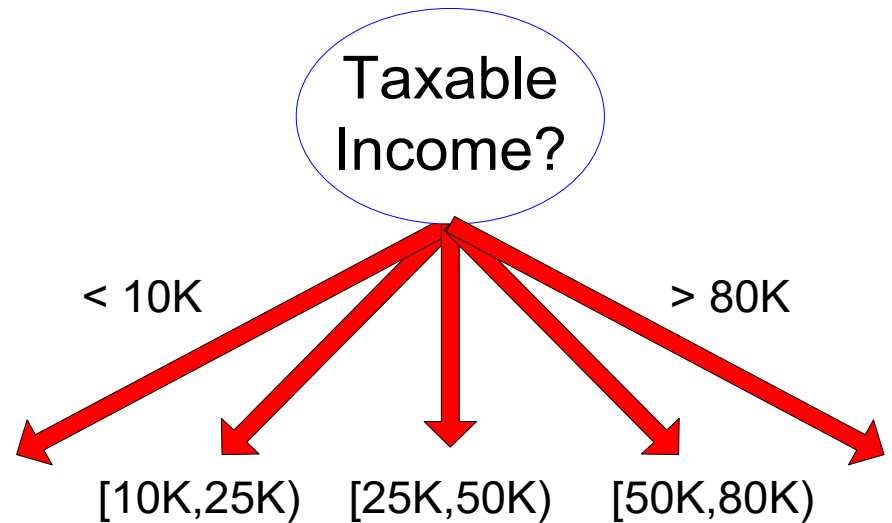 Taxable
Income?
< 10K
> 80K
[10K,25K)
[25K,50K)
[50K,80K)